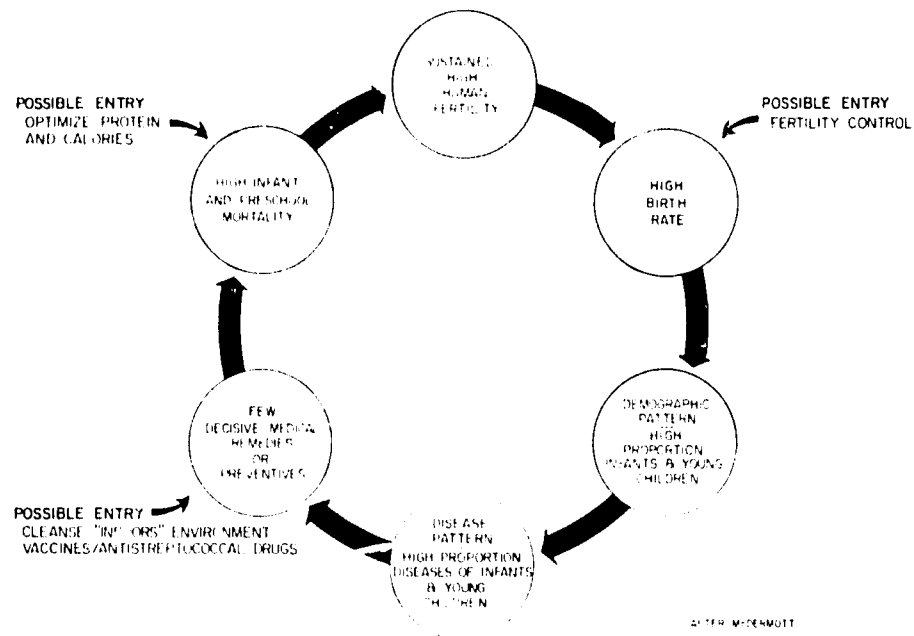 SUSTAINED
HIGH
HUMAN
FERTILITY
POSSIBLE ENTRY
FERTILITY CONTROL
HIGH
BIRTH
RATE
DEMOGRAPHIC
PATTERN
HIGH
PROPORTION
INFANTS & YOUNG
CHILDREN
DISEASE
PATTERN
HIGH PROPORTION
DISEASES OF INFANTS
& YOUNG
CHILDREN
FEW
DECISIVE MEDICAL
REMEDIES
OR
PREVENTIVES
POSSIBLE ENTRY
CLEANSE "INDOORS" ENVIRONMENT
VACCINES/ANTISTREPTOCOCCAL DRUGS
HIGH INFANT
AND PRESCHOOL
MORTALITY
POSSIBLE ENTRY
OPTIMIZE PROTEIN
AND CALORIES
AFTER McDERMOTT